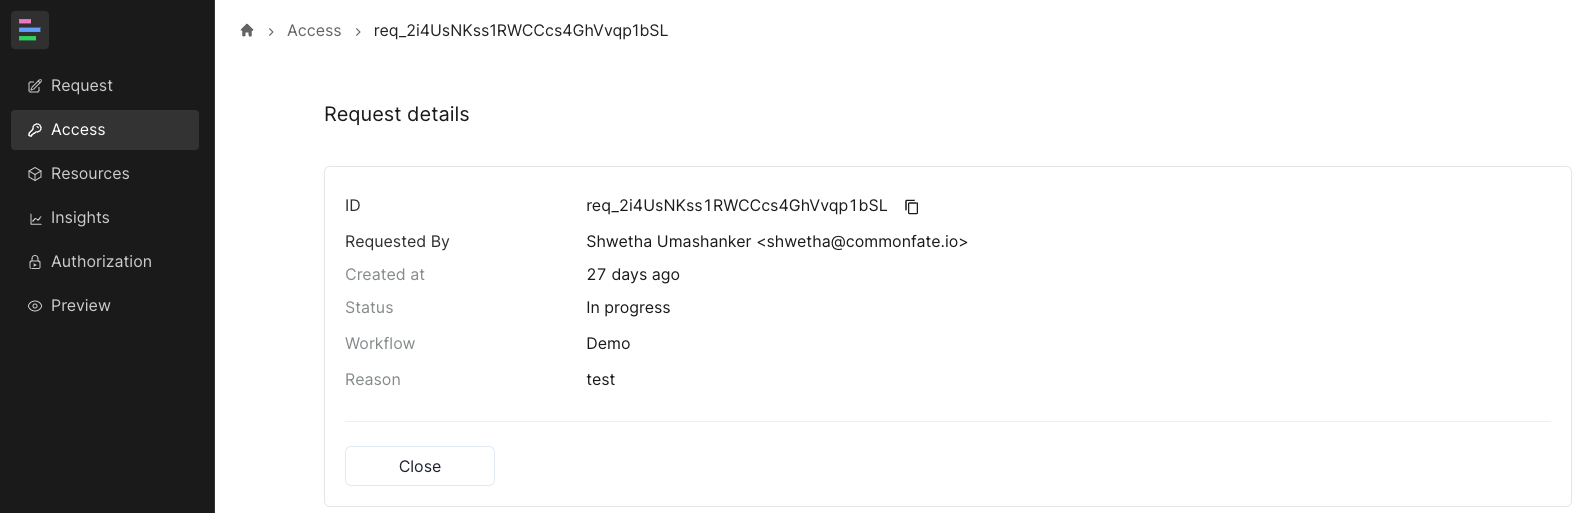 Access
req_2i4UsNKss1RWCCcs4GhVvqp1bSL
Request
Access
Resources
Insights
Authorization
Preview
Request details
ID req_2i4UsNKss1RWCCcs4GhVvqp1bSL
Requested By Shwetha Umashanker <shwetha@commonfate.io>
Created at 27 days ago
Status In progress
Workflow Demo
Reason test
Close